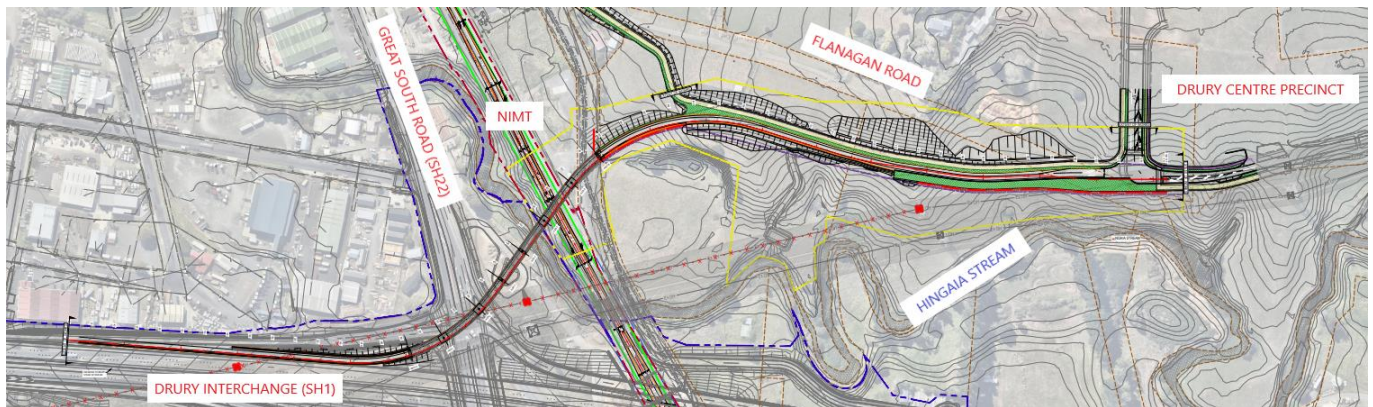 GREAT SOUTH ROAD (SH22)
NIMT
FLANAGAN ROAD
DRURY CENTRE PRECINCT
HINGAIA STREAM
DRURY INTERCHANGE (SH1)